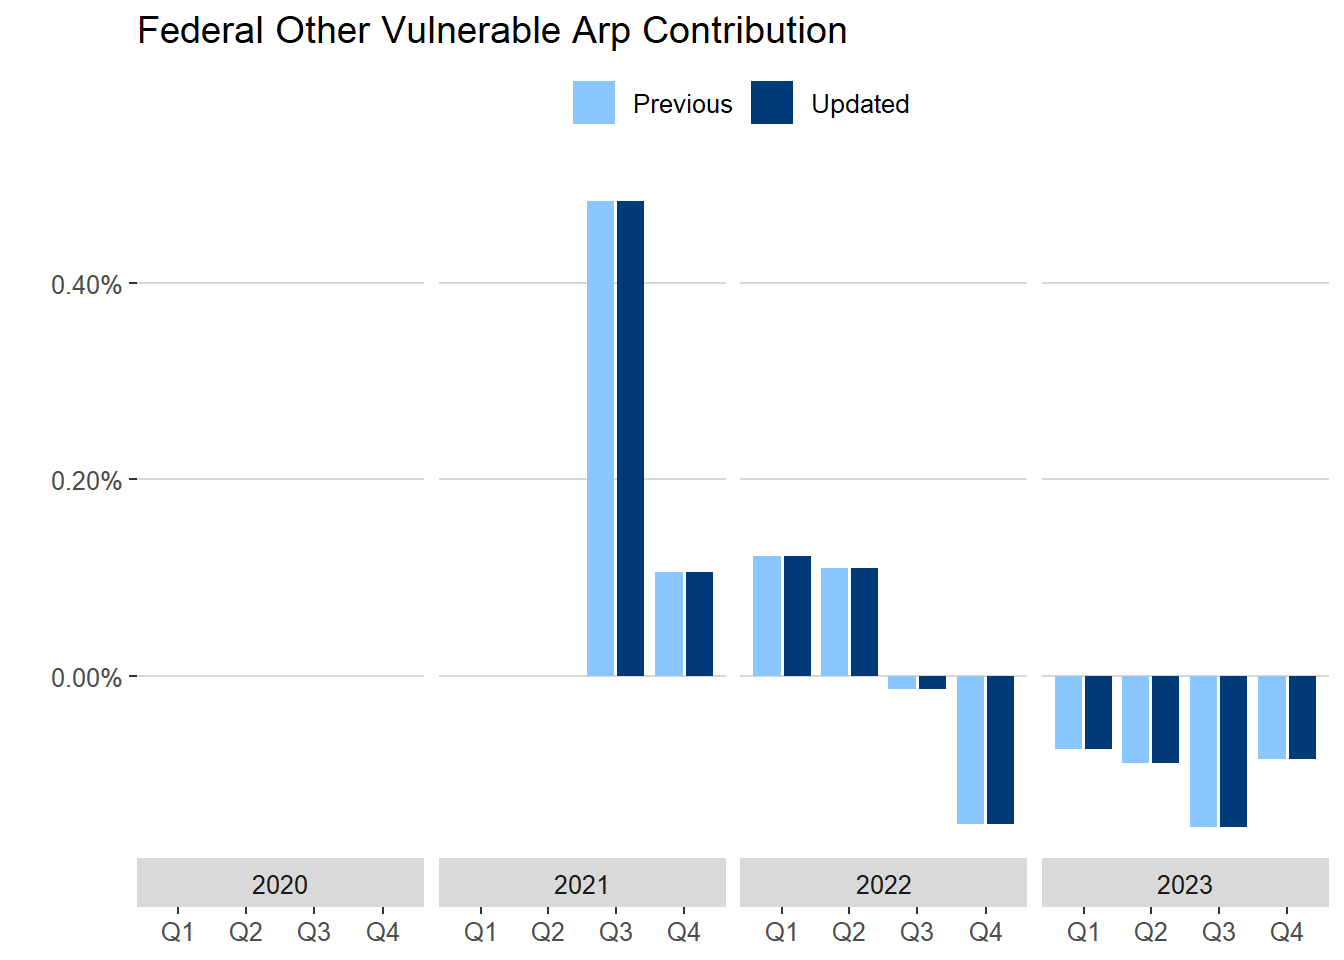 Federal Other Vulnerable Arp Contribution
Previous Updated
0.40%
0.20%
0.00%
2020 2021 2022 2023
Q1 Q2 Q3 Q4 Q1 Q2 Q3 Q4 Q1 Q2 Q3 Q4 Q1 Q2 Q3 Q4